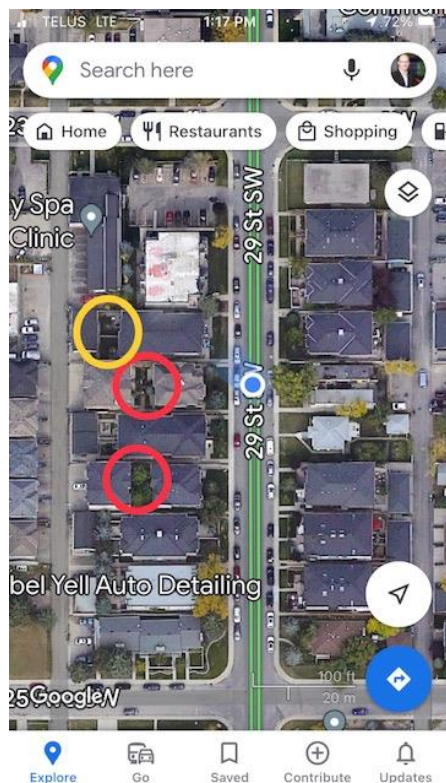 TELUS LTE 1:17 PM 72%
Search here
Home Restaurants Shopping
y Spa
Clinic
29 St SW
29 St
bel Yell Auto Detailing
100 ft
20 m
Google
Explore Go Saved Contribute Updates